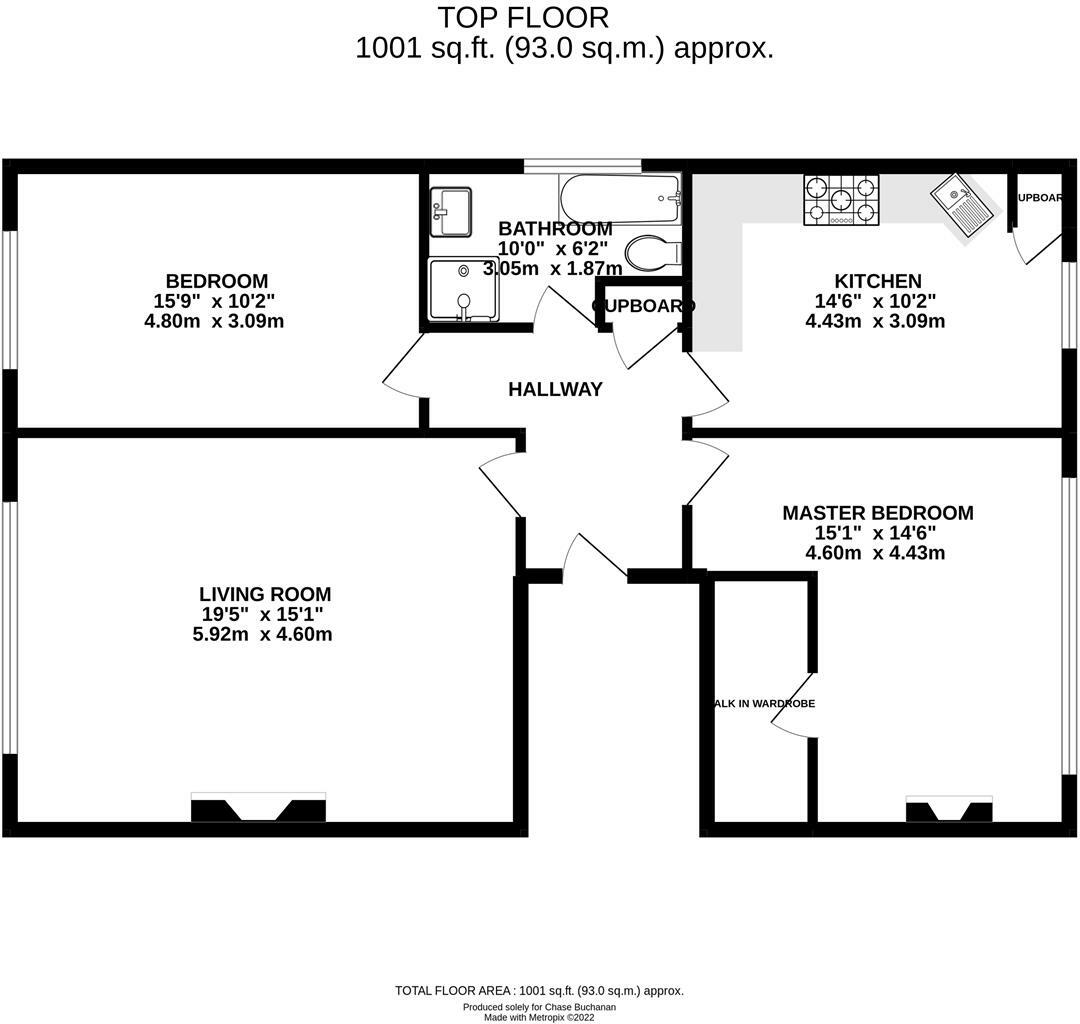 TOP FLOOR
1001 sq.ft. (93.0 sq.m.) approx.
BEDROOM
15'9" x 10'2"
4.80m x 3.09m
BATHROOM
10'0" x 6'2"
3.05m x 1.87m
CUPBOARD
UPBOAR
KITCHEN
14'6" x 10'2"
4.43m x 3.09m
HALLWAY
LIVING ROOM
19'5" x 15'1"
5.92m x 4.60m
MASTER BEDROOM
15'1" x 14'6"
4.60m x 4.43m
ALK IN WARDROBE
TOTAL FLOOR AREA : 1001 sq.ft. (93.0 sq.m.) approx.
Produced solely for Chase Buchanan
Made with Metropix ©2022